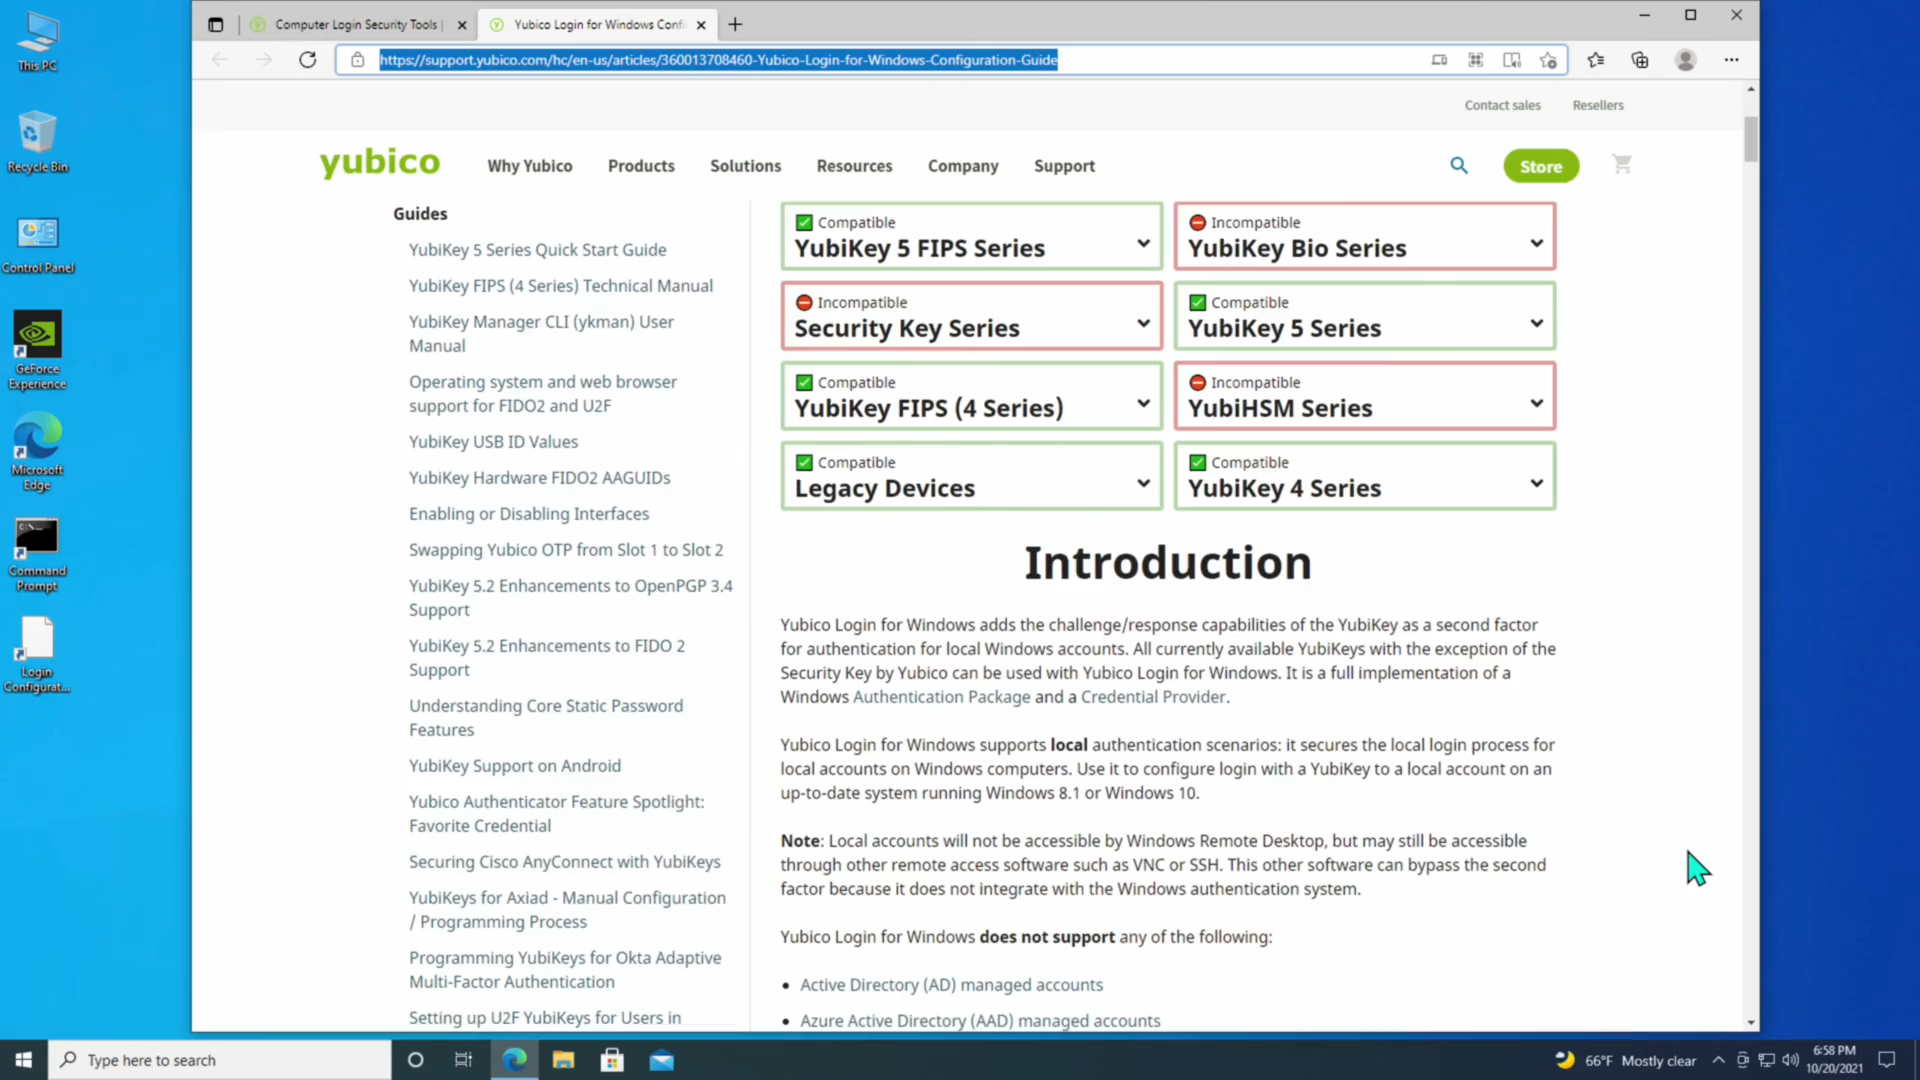 This PC
Recycle Bin
Control Panel
GeForce
Experience
Microsoft
Edge
Command
Prompt
Login
Configurat...
Computer Login Security Tools |
Yubico Login for Windows Confi
https://support.yubico.com/hc/en-us/articles/360013708460-Yubico-Login-for-Windows-Configuration-Guide
Contact sales
Resellers
yubico
Why Yubico
Products
Solutions
Resources
Company
Support
Store
Guides
YubiKey 5 Series Quick Start Guide
YubiKey FIPS (4 Series) Technical Manual
YubiKey Manager CLI (ykman) User
Manual
Operating system and web browser
support for FIDO2 and U2F
YubiKey USB ID Values
YubiKey Hardware FIDO2 AAGUIDs
Enabling or Disabling Interfaces
Swapping Yubico OTP from Slot 1 to Slot 2
YubiKey 5.2 Enhancements to OpenPGP 3.4
Support
YubiKey 5.2 Enhancements to FIDO 2
Support
Understanding Core Static Password
Features
YubiKey Support on Android
Yubico Authenticator Feature Spotlight:
Favorite Credential
Securing Cisco AnyConnect with YubiKeys
YubiKeys for Axiad - Manual Configuration
/ Programming Process
Programming YubiKeys for Okta Adaptive
Multi-Factor Authentication
Setting up U2F YubiKeys for Users in
Compatible
YubiKey 5 FIPS Series
Incompatible
YubiKey Bio Series
Incompatible
Security Key Series
Compatible
YubiKey 5 Series
Compatible
YubiKey FIPS (4 Series)
Incompatible
YubiHSM Series
Compatible
Legacy Devices
Compatible
YubiKey 4 Series
Introduction
Yubico Login for Windows adds the challenge/response capabilities of the YubiKey as a second factor
for authentication for local Windows accounts. All currently available YubiKeys with the exception of the
Security Key by Yubico can be used with Yubico Login for Windows. It is a full implementation of a
Windows Authentication Package and a Credential Provider.
Yubico Login for Windows supports local authentication scenarios: it secures the local login process for
local accounts on Windows computers. Use it to configure login with a YubiKey to a local account on an
up-to-date system running Windows 8.1 or Windows 10.
Note: Local accounts will not be accessible by Windows Remote Desktop, but may still be accessible
through other remote access software such as VNC or SSH. This other software can bypass the second
factor because it does not integrate with the Windows authentication system.
Yubico Login for Windows does not support any of the following:
• Active Directory (AD) managed accounts
• Azure Active Directory (AAD) managed accounts
Type here to search
66°F Mostly clear
6:58 PM
10/20/2021